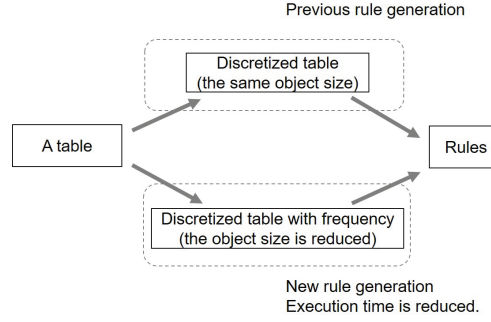 Previous rule generation
Discretized table
(the same object size)
A table
Rules
Discretized table with frequency
(the object size is reduced)
New rule generation
Execution time is reduced.